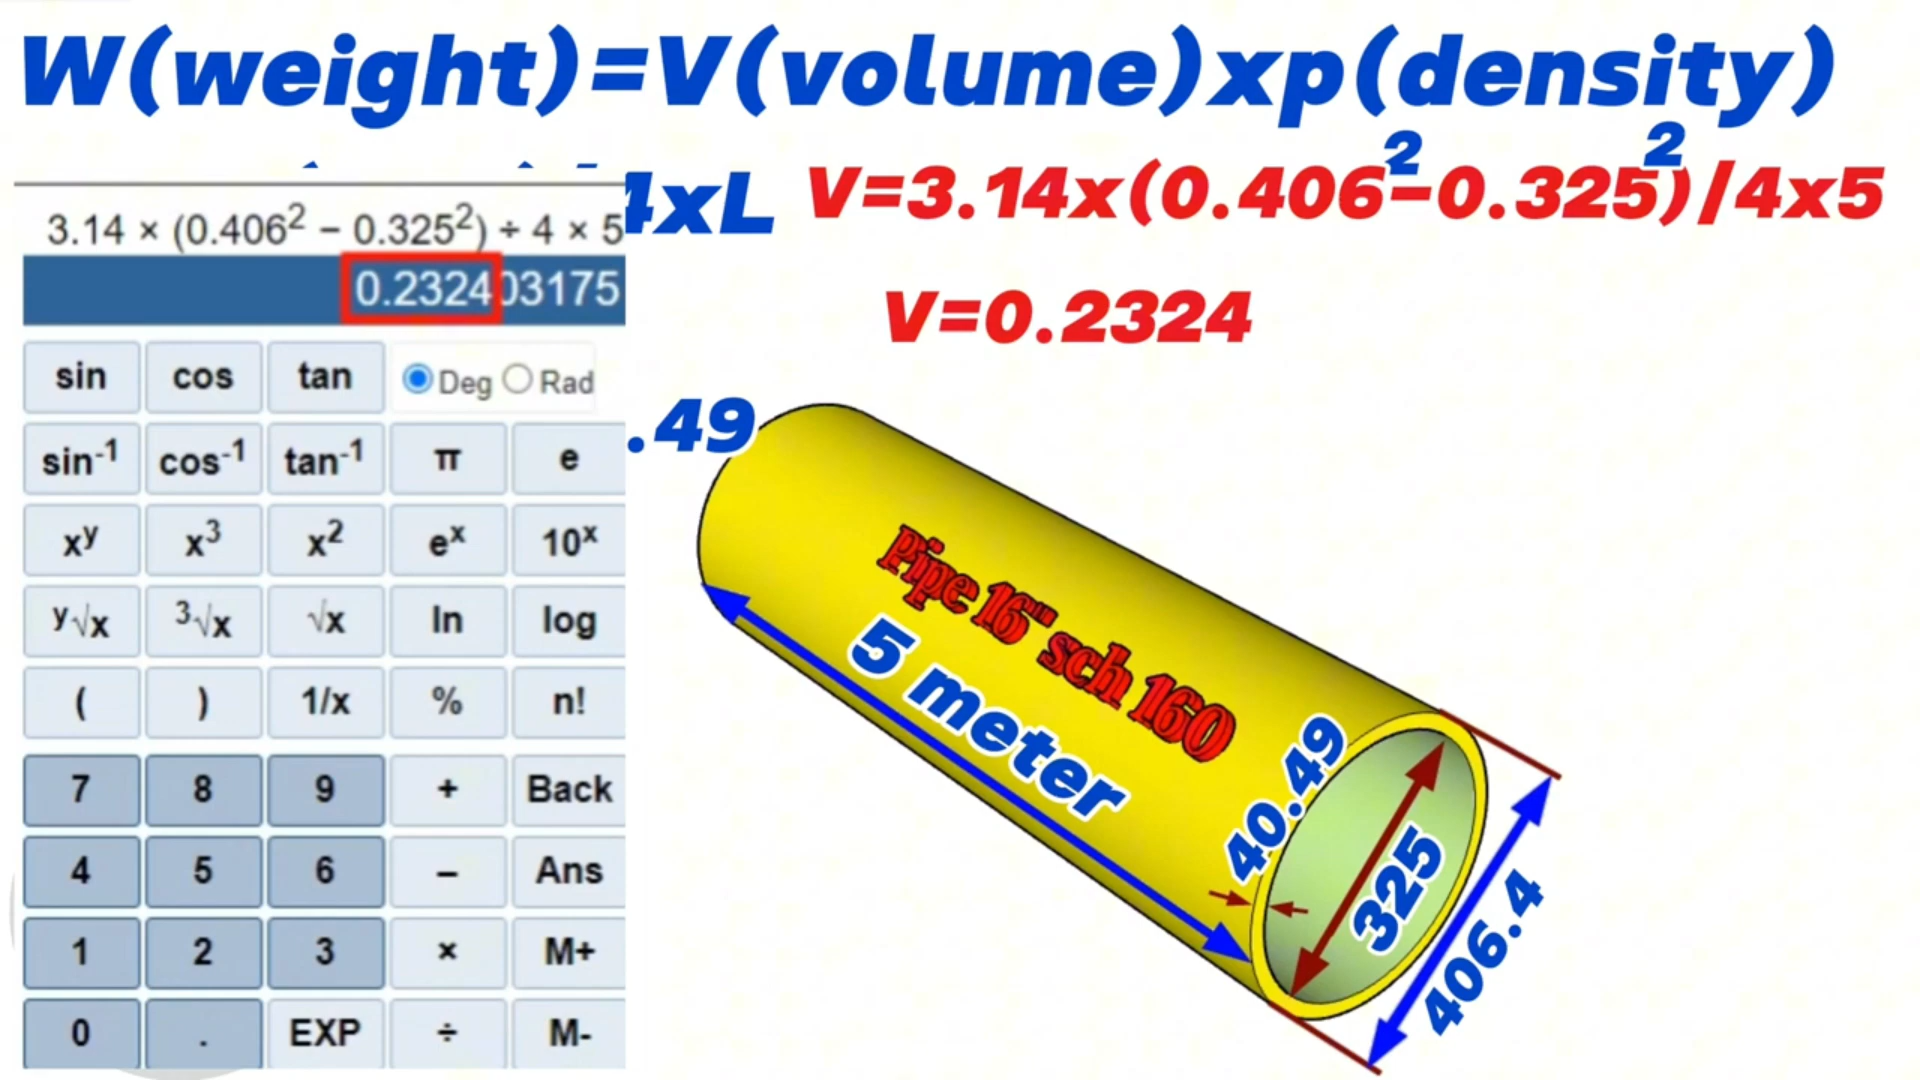 W(weight)=V(volume)xp(density)
4xL
V=3.14x(0.406²-0.325²)/4x5
3.14 × (0.406² − 0.325²) ÷ 4 × 5
0.232403175
V=0.2324
sin cos tan Deg Rad
.49
sin⁻¹ cos⁻¹ tan⁻¹ π e
xʸ x³ x² eˣ 10ˣ
ʸ√x ³√x √x ln log
( ) 1/x % n!
7 8 9 + Back
4 5 6 − Ans
1 2 3 × M+
0 . EXP ÷ M-
Pipe 16" sch 160
5 meter
40.49
325
406.4